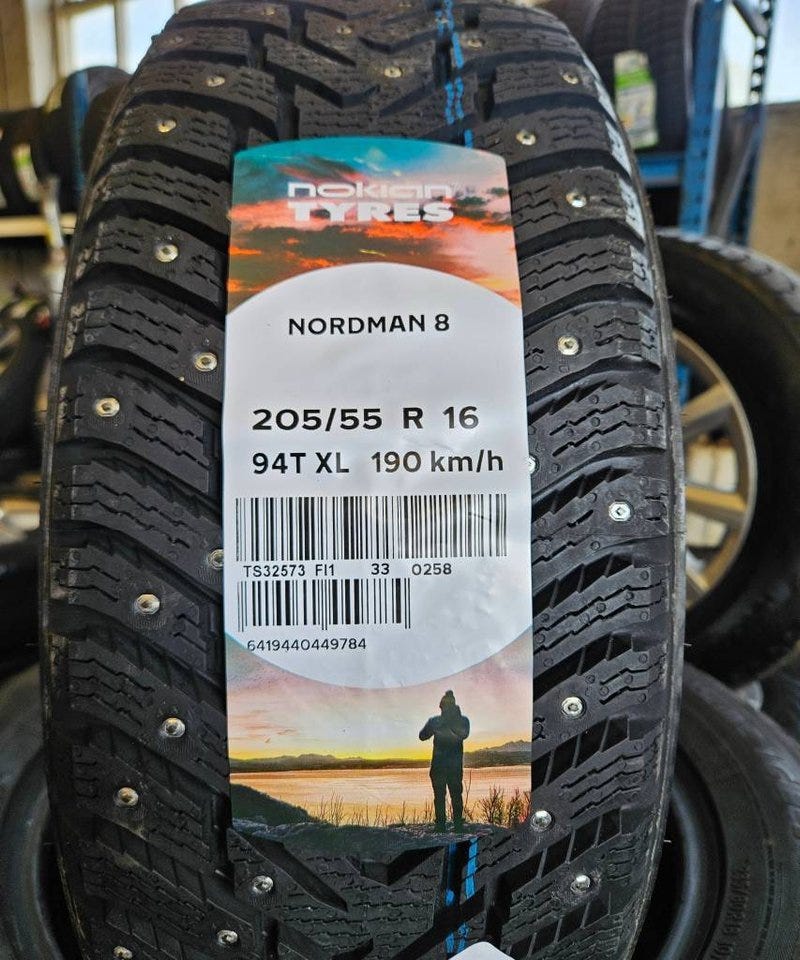 nokian
TYRES
NORDMAN 8
205/55 R 16
94T XL 190 km/h
TS32573 FI1 33 0258
6419440449784